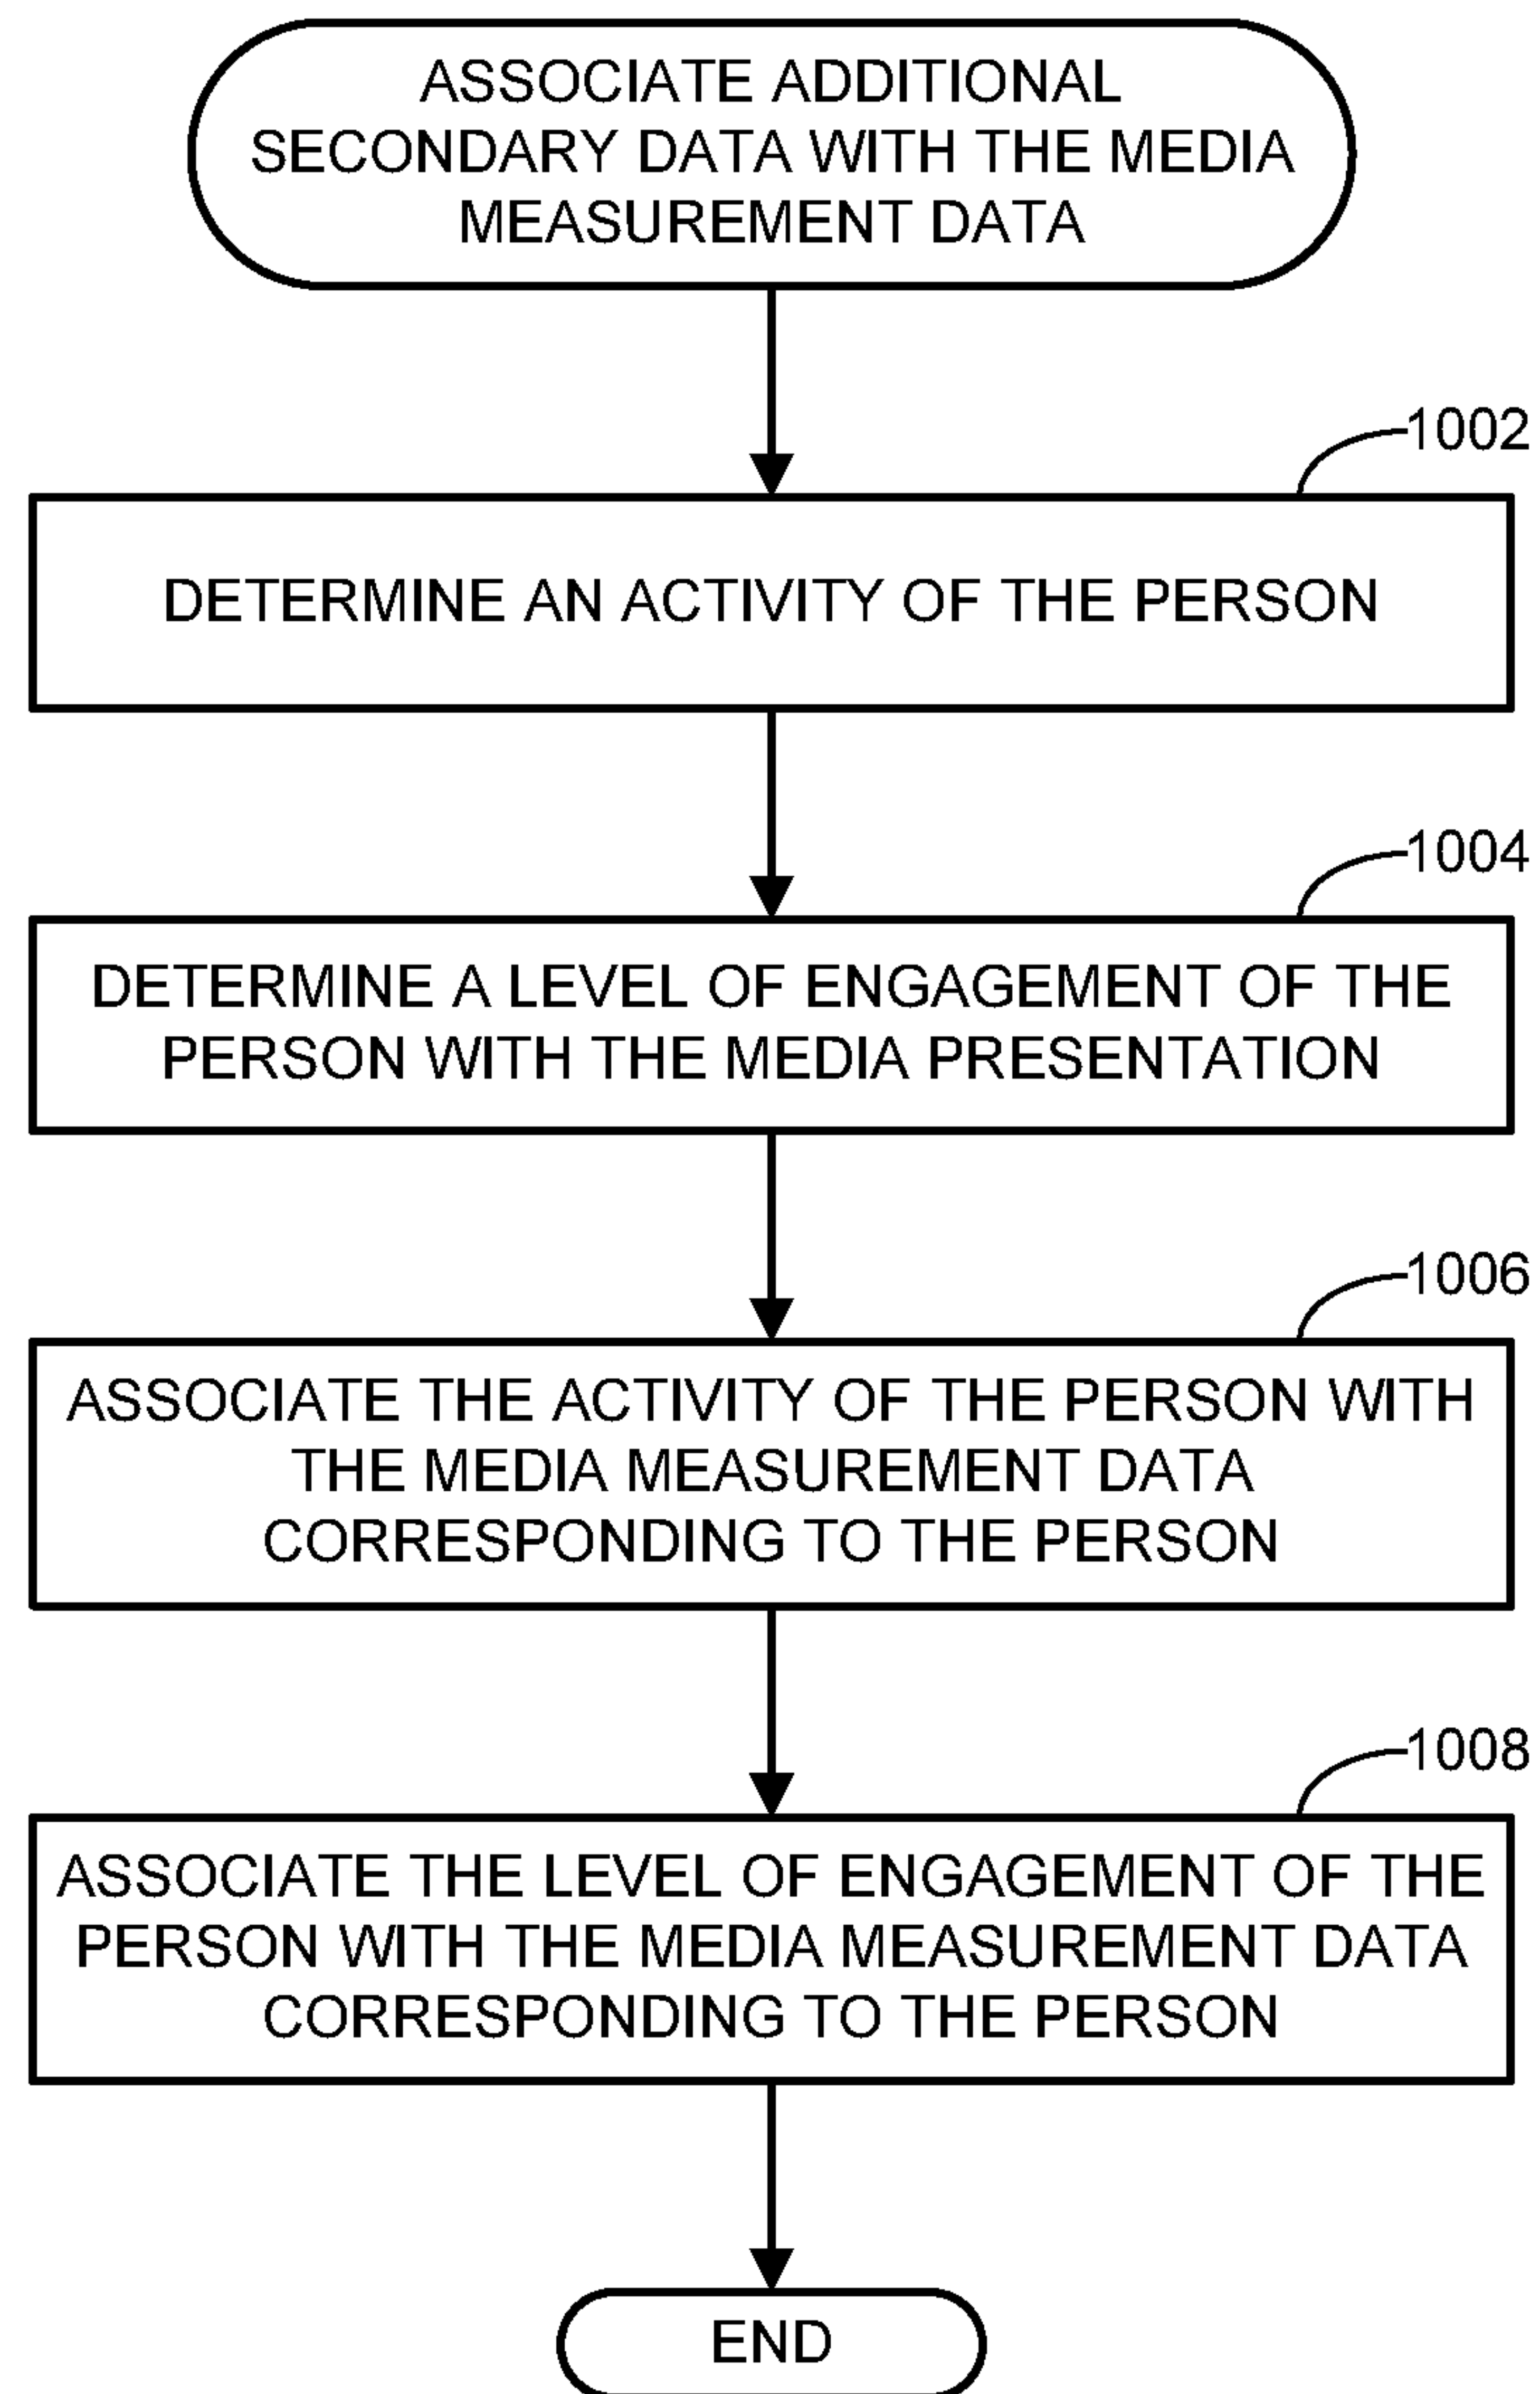 ASSOCIATE ADDITIONAL
SECONDARY DATA WITH THE MEDIA
MEASUREMENT DATA
1002
DETERMINE AN ACTIVITY OF THE PERSON
1004
DETERMINE A LEVEL OF ENGAGEMENT OF THE
PERSON WITH THE MEDIA PRESENTATION
1006
ASSOCIATE THE ACTIVITY OF THE PERSON WITH
THE MEDIA MEASUREMENT DATA
CORRESPONDING TO THE PERSON
1008
ASSOCIATE THE LEVEL OF ENGAGEMENT OF THE
PERSON WITH THE MEDIA MEASUREMENT DATA
CORRESPONDING TO THE PERSON
END